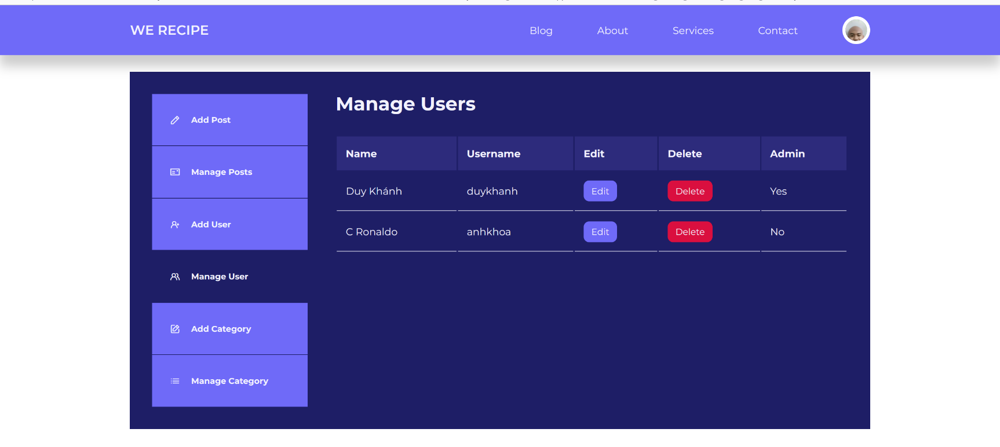 WE RECIPE
Blog About Services Contact
Add Post
Manage Posts
Add User
Manage User
Add Category
Manage Category
Manage Users
Name Username Edit Delete Admin
Duy Khánh duykhanh Edit Delete Yes
C Ronaldo anhkhoa Edit Delete No